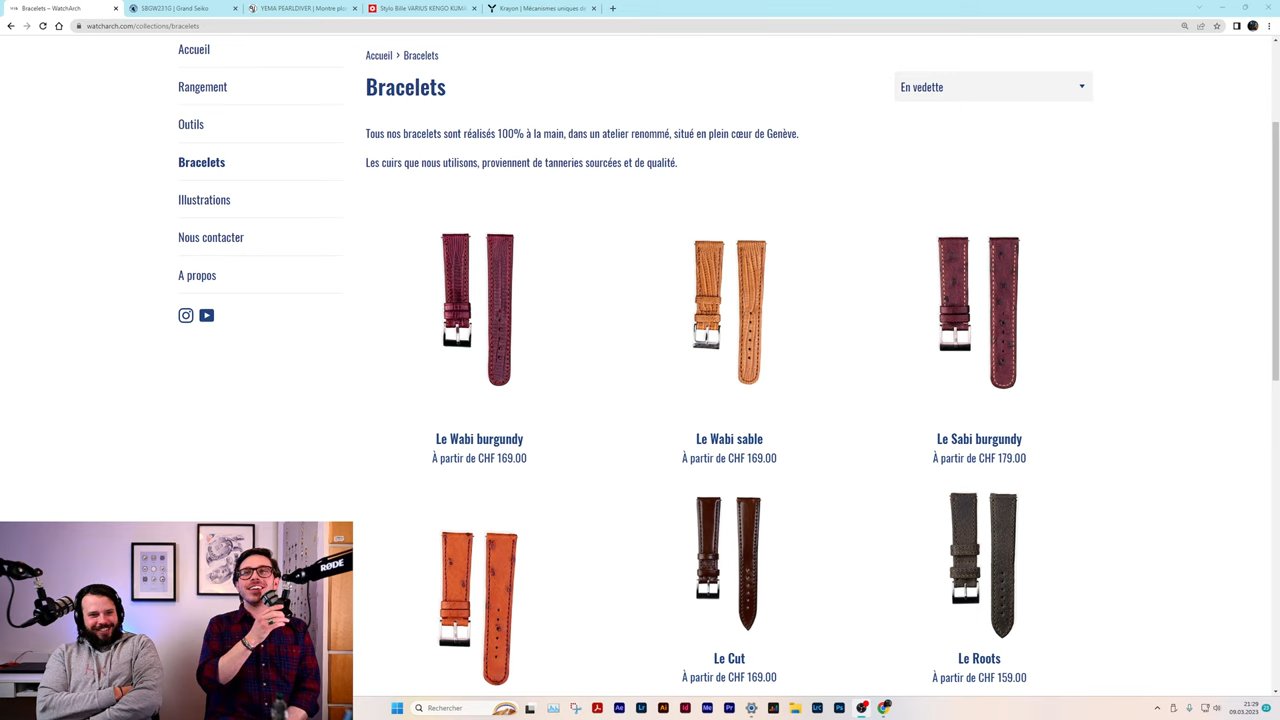 Bracelets – WatchArch
SBGW231G | Grand Seiko
YEMA PEARLDIVER | Montre plon
Stylo Bille VARIUS KENGO KUMA
Krayon | Mécanismes uniques de
watcharch.com/collections/bracelets
Accueil
Rangement
Outils
Bracelets
Illustrations
Nous contacter
A propos
Accueil › Bracelets
Bracelets
En vedette
Tous nos bracelets sont réalisés 100% à la main, dans un atelier renommé, situé en plein cœur de Genève.
Les cuirs que nous utilisons, proviennent de tanneries sourcées et de qualité.
Le Wabi burgundy
À partir de CHF 169.00
Le Wabi sable
À partir de CHF 169.00
Le Sabi burgundy
À partir de CHF 179.00
Le Cut
À partir de CHF 169.00
Le Roots
À partir de CHF 159.00
RØDE
Rechercher
21:29
09.03.2023